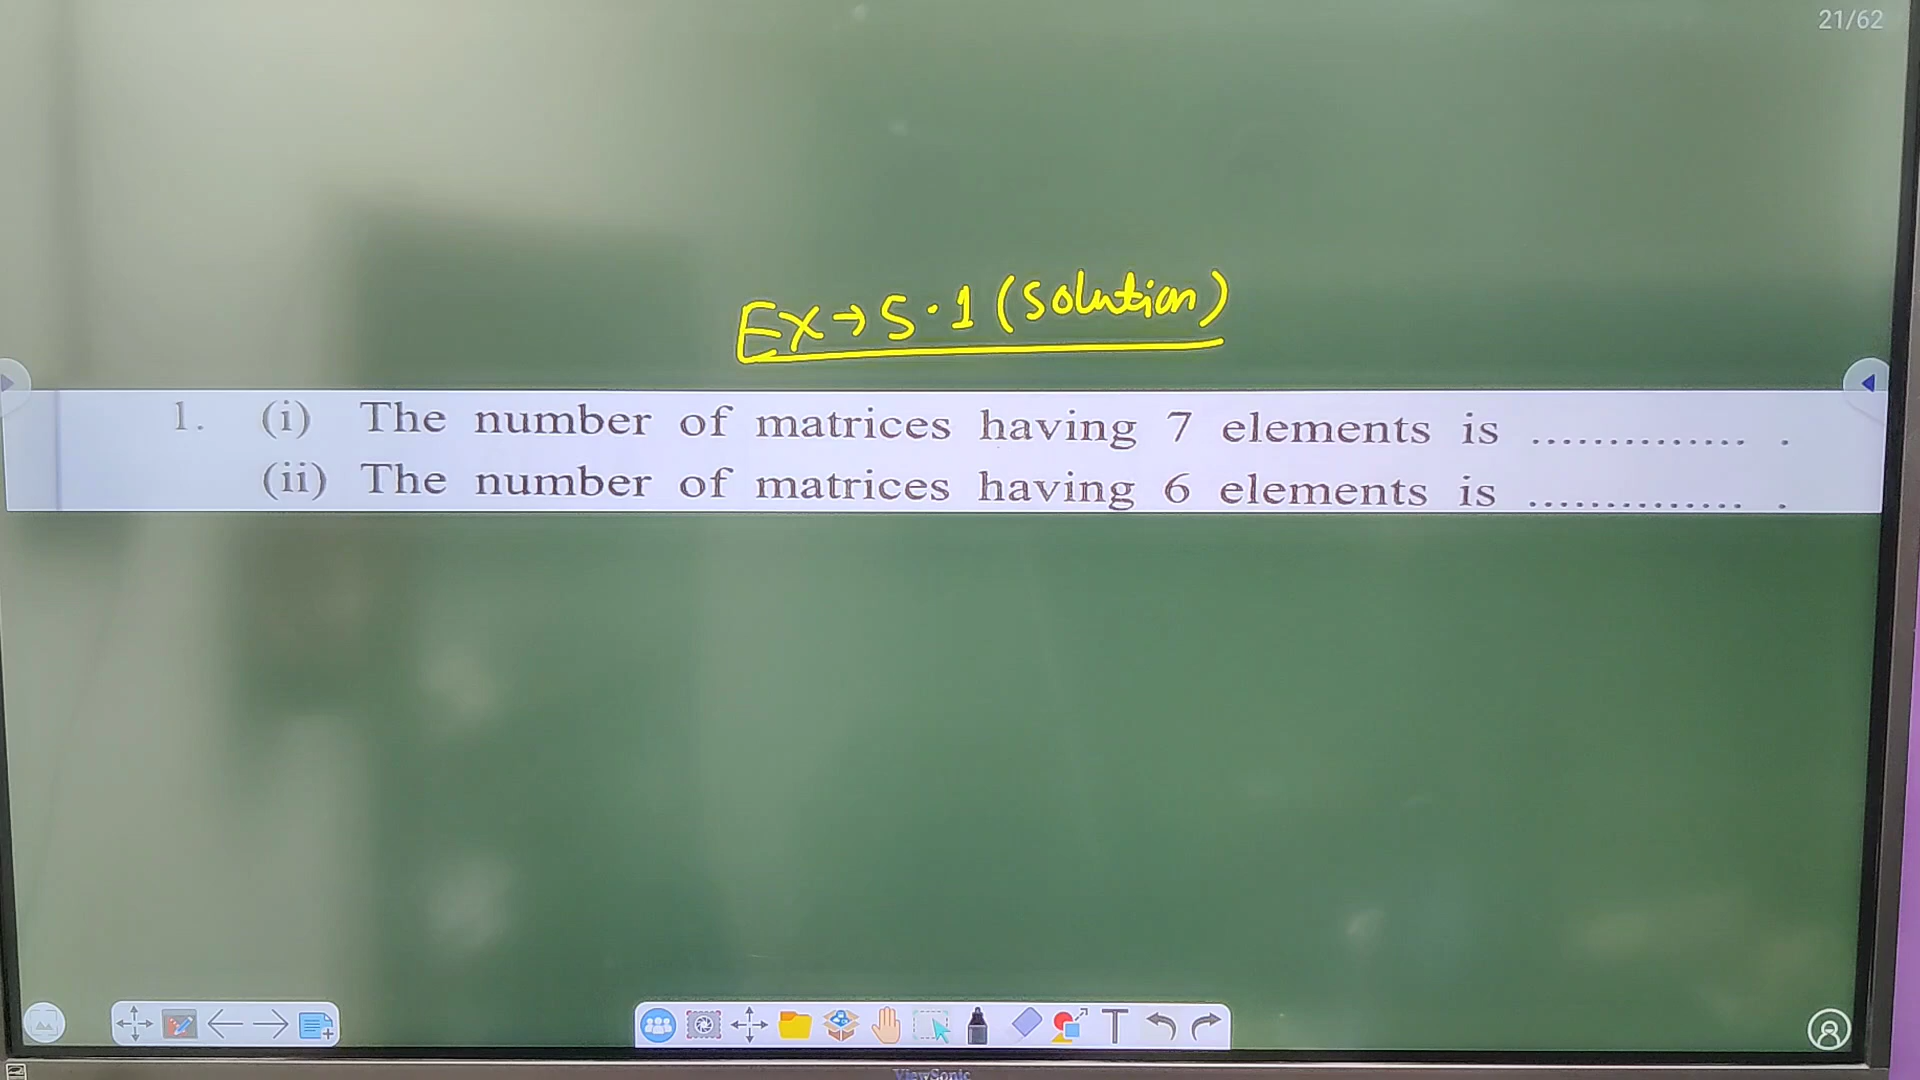 21/62
Ex→5.1 (Solution)
1. (i) The number of matrices having 7 elements is .............. .
(ii) The number of matrices having 6 elements is .............. .
ViewSonic